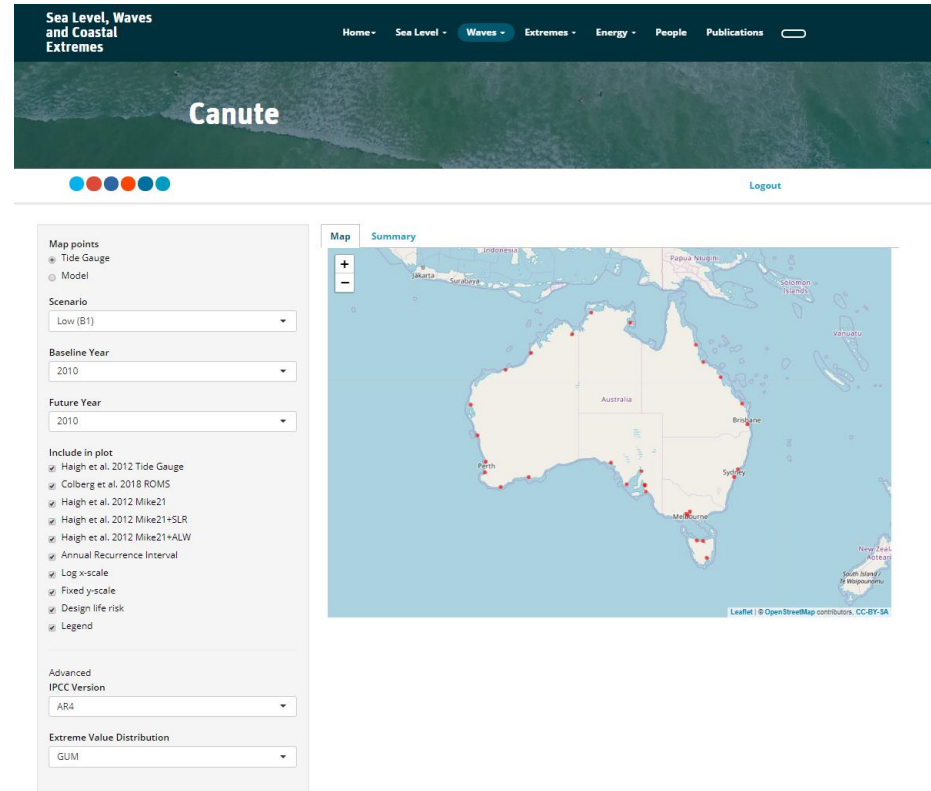 Sea Level, Waves
and Coastal
Extremes
Home
Sea Level
Waves
Extremes
Energy
People
Publications
Canute
Logout
Map points
Tide Gauge
Model
Scenario
Low (B1)
Baseline Year
2010
Future Year
2010
Include in plot
Haigh et al. 2012 Tide Gauge
Colberg et al. 2018 ROMS
Haigh et al. 2012 Mike21
Haigh et al. 2012 Mike21+SLR
Haigh et al. 2012 Mike21+ALW
Annual Recurrence Interval
Log x-scale
Fixed y-scale
Design life risk
Legend
Advanced
IPCC Version
AR4
Extreme Value Distribution
GUM
Map
Summary
+
−
Indonesia
Jakarta
Surabaya
Papua Niugini
Solomon
Islands
Vanuatu
Australia
Brisbane
Perth
Sydney
Melbourne
New Zeal
Aotear
South Island /
Te Waipounamu
Leaflet | © OpenStreetMap contributors, CC-BY-SA